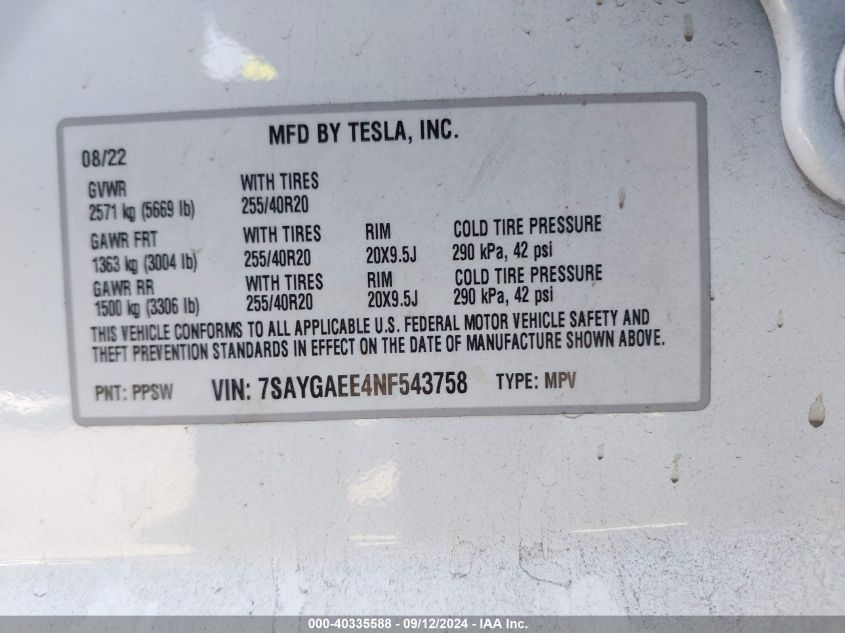 MFD BY TESLA, INC.
08/22
GVWR WITH TIRES
2571 kg (5669 lb) 255/40R20
GAWR FRT WITH TIRES RIM COLD TIRE PRESSURE
1363 kg (3004 lb) 255/40R20 20X9.5J 290 kPa, 42 psi
GAWR RR WITH TIRES RIM COLD TIRE PRESSURE
1500 kg (3306 lb) 255/40R20 20X9.5J 290 kPa, 42 psi
THIS VEHICLE CONFORMS TO ALL APPLICABLE U.S. FEDERAL MOTOR VEHICLE SAFETY AND
THEFT PREVENTION STANDARDS IN EFFECT ON THE DATE OF MANUFACTURE SHOWN ABOVE.
PNT: PPSW VIN: 7SAYGAEE4NF543758 TYPE: MPV
000-40335588 - 09/12/2024 - IAA Inc.